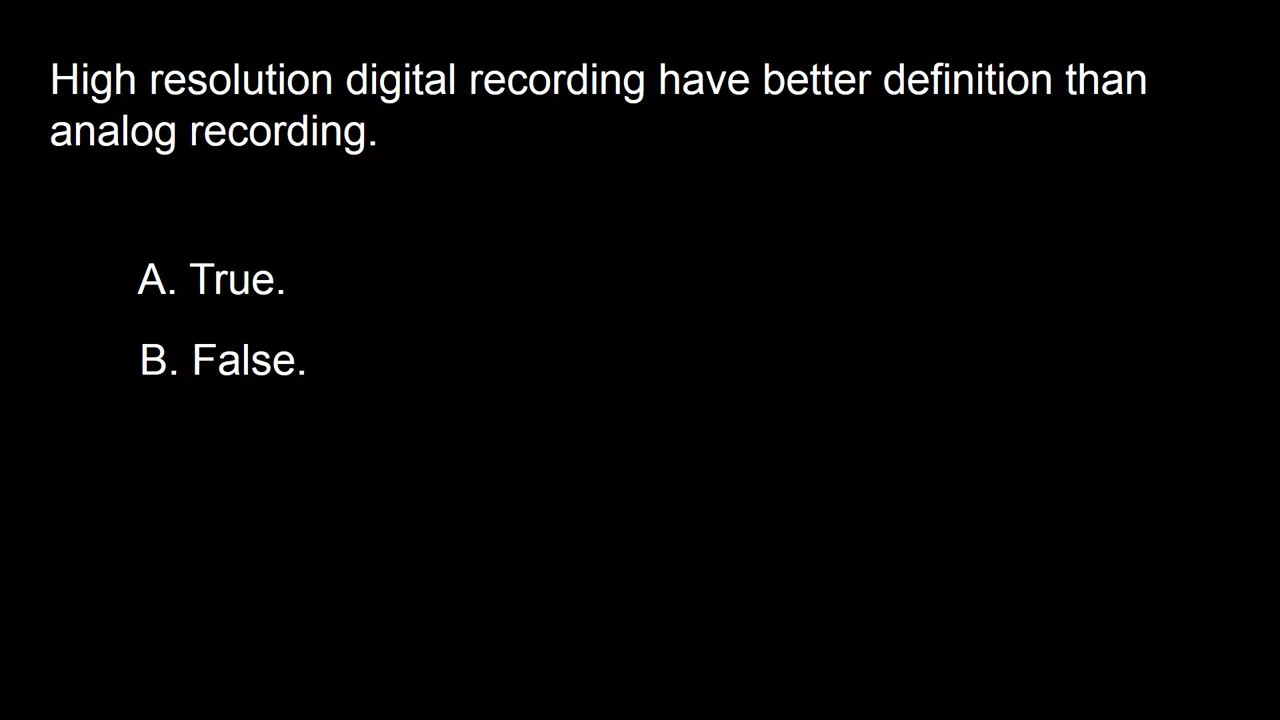 High resolution digital recording have better definition than
analog recording.
A. True.
B. False.